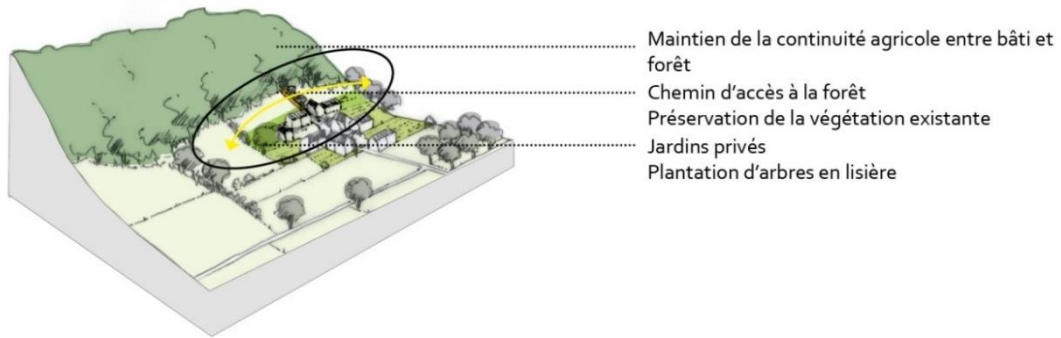 Maintien de la continuité agricole entre bâti et
forêt
Chemin d'accès à la forêt
Préservation de la végétation existante
Jardins privés
Plantation d'arbres en lisière